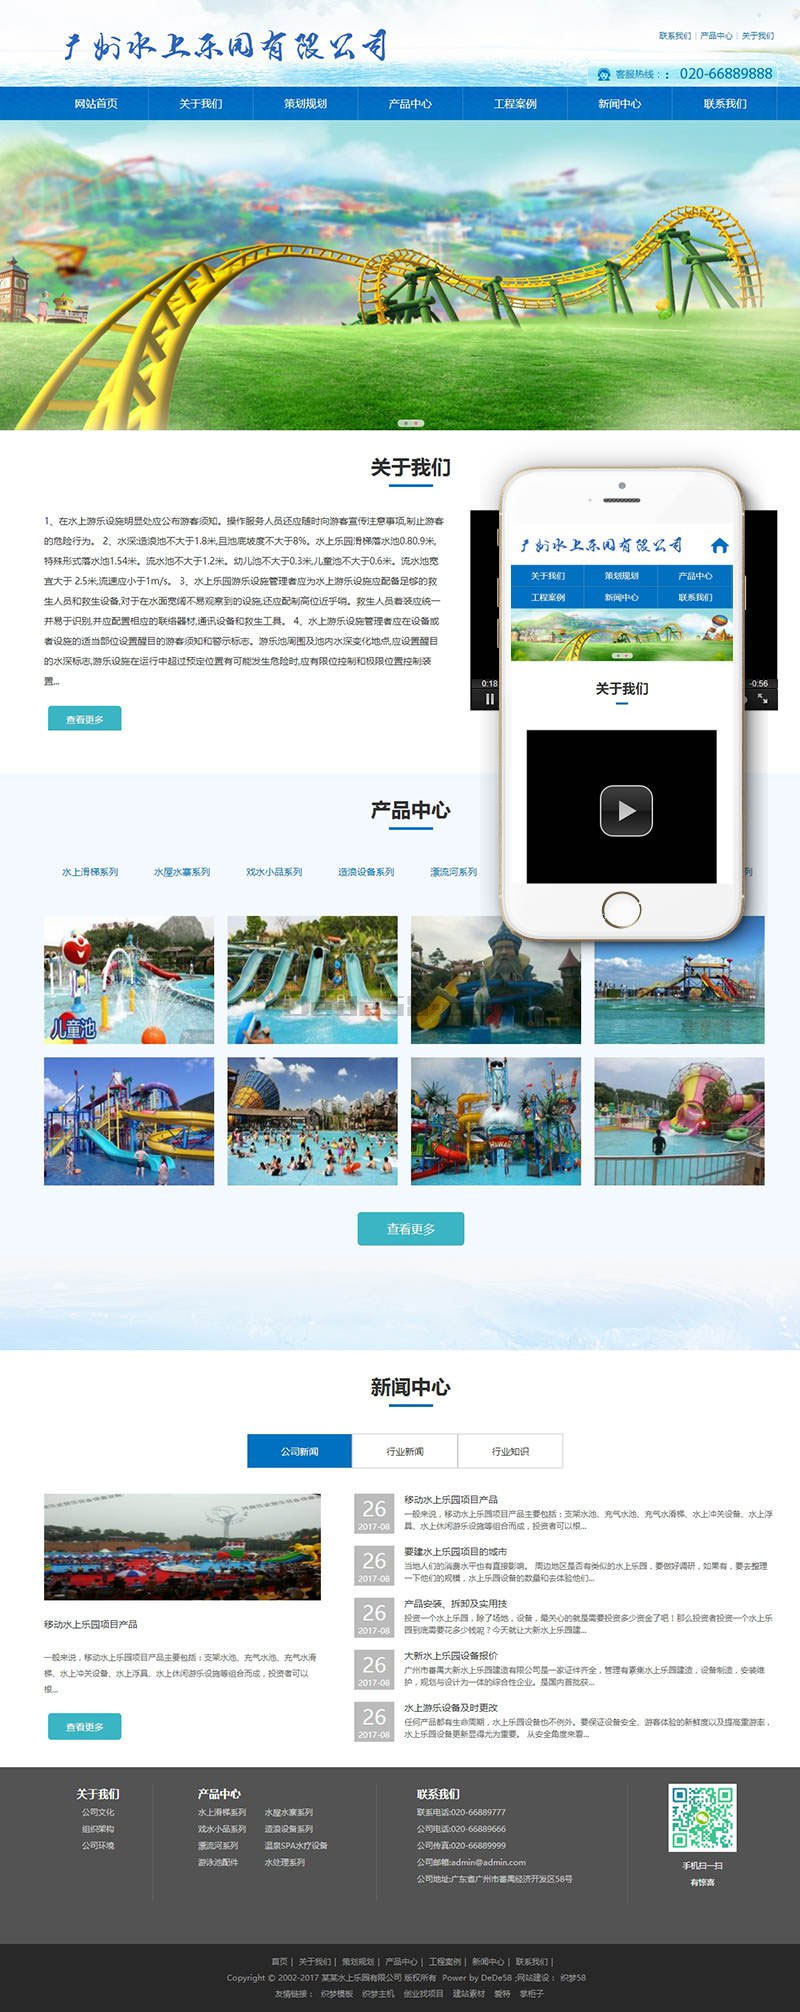 广州水上乐园有限公司
联系我们 | 产品中心 | 关于我们
客服热线：： 020-66889888
网站首页 关于我们 策划规划 产品中心 工程案例 新闻中心 联系我们
关于我们
1、在水上游乐设施明显处应公布游客须知。操作服务人员还应随时向游客宣传注意事项,制止游客
的危险行为。 2、水深:造浪池不大于1.8米,且池底坡度不大于8%。水上乐园滑梯落水池0.80.9米,
特殊形式落水池1.54米。流水池不大于1.2米。幼儿池不大于0.3米,儿童池不大于0.6米。流水池宽
宜大于 2.5米,流速应小于1m/s。 3、水上乐园游乐设施管理者应为水上游乐设施应配备足够的救
生人员和救生设备,对于在水面宽阔不易观察到的设施,还应配制高位近乎哨。救生人员着装应统一
并易于识别,并应配置相应的联络器材,通讯设备和救生工具。 4、水上游乐设施管理者应在设备或
者设施的适当部位设置醒目的游客须知和警示标志。游乐池周围及池内水深变化地点,应设置醒目
的水深标志,游乐设施在运行中超过预定位置有可能发生危险时,应有限位控制和极限位置控制装
置...
查看更多
0:18
-0:56
广州水上乐园有限公司
关于我们 策划规划 产品中心
工程案例 新闻中心 联系我们
关于我们
产品中心
水上滑梯系列 水屋水寨系列 戏水小品系列 造浪设备系列 漂流河系列 列
儿童池
HAWAII
查看更多
新闻中心
公司新闻 行业新闻 行业知识
移动水上乐园项目产品
一般来说，移动水上乐园项目产品主要包括：支架水池、充气水池、充气水滑
梯、水上冲关设备、水上浮具、水上休闲游乐设施等组合而成，投资者可以
根...
查看更多
26
2017-08
移动水上乐园项目产品
一般来说，移动水上乐园项目产品主要包括：支架水池、充气水池、充气水滑梯、水上冲关设备、水上浮
具、水上休闲游乐设施等组合而成，投资者可以根...
26
2017-08
要建水上乐园项目的城市
当地人们的消费水平也有直接影响。 周边地区是否有类似的水上乐园，要做好调研，如果有，要去整理
一下他们的规模，水上乐园设备的数量和去体验他们...
26
2017-08
产品安装、拆卸及实用技
投资一个水上乐园，除了场地，设备，最关心的就是需要投资多少资金了吧！那么投资者投资一个水上乐
园到底需要花多少钱呢？今天就让大新水上乐园建...
26
2017-08
大新水上乐园设备报价
广州市番禺大新水上乐园建造有限公司是一家证件齐全，管理有素集水上乐园建造，设备制造，安装维
护，规划与设计为一体的综合性企业。是国内首批获...
26
2017-08
水上游乐设备及时更改
任何产品都有生命周期，水上乐园设备也不例外。要保证设备安全、游客体验的新鲜度以及提高重游率，
水上乐园设备更新显得尤为重要。 从安全角度来看...
关于我们
公司文化
组织架构
公司环境
产品中心
水上滑梯系列 水屋水寨系列
戏水小品系列 造浪设备系列
漂流河系列 温泉SPA水疗设备
游泳池配件 水处理系列
联系我们
联系电话:020-66889777
公司电话:020-66889666
公司传真:020-66889999
公司邮箱:admin@admin.com
公司地址:广东省广州市番禺经济开发区58号
手机扫一扫
有惊喜
首页 | 关于我们 | 策划规划 | 产品中心 | 工程案例 | 新闻中心 | 联系我们 |
Copyright © 2002-2017 某某水上乐园有限公司 版权所有 Power by DeDe58 ;网站建设： 织梦58
友情链接： 织梦模板 织梦主机 创业找项目 建站素材 爱特 掌柜子